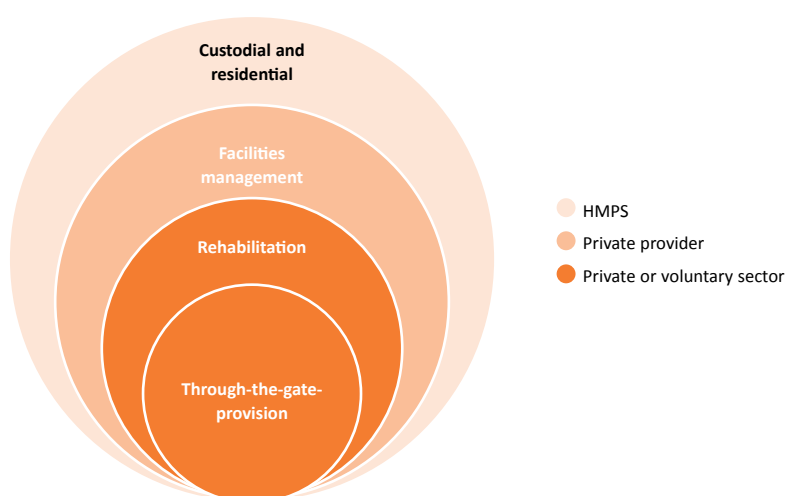 Custodial and
residential
Facilities
management
Rehabilitation
Through-the-gate-
provision
HMPS
Private provider
Private or voluntary sector